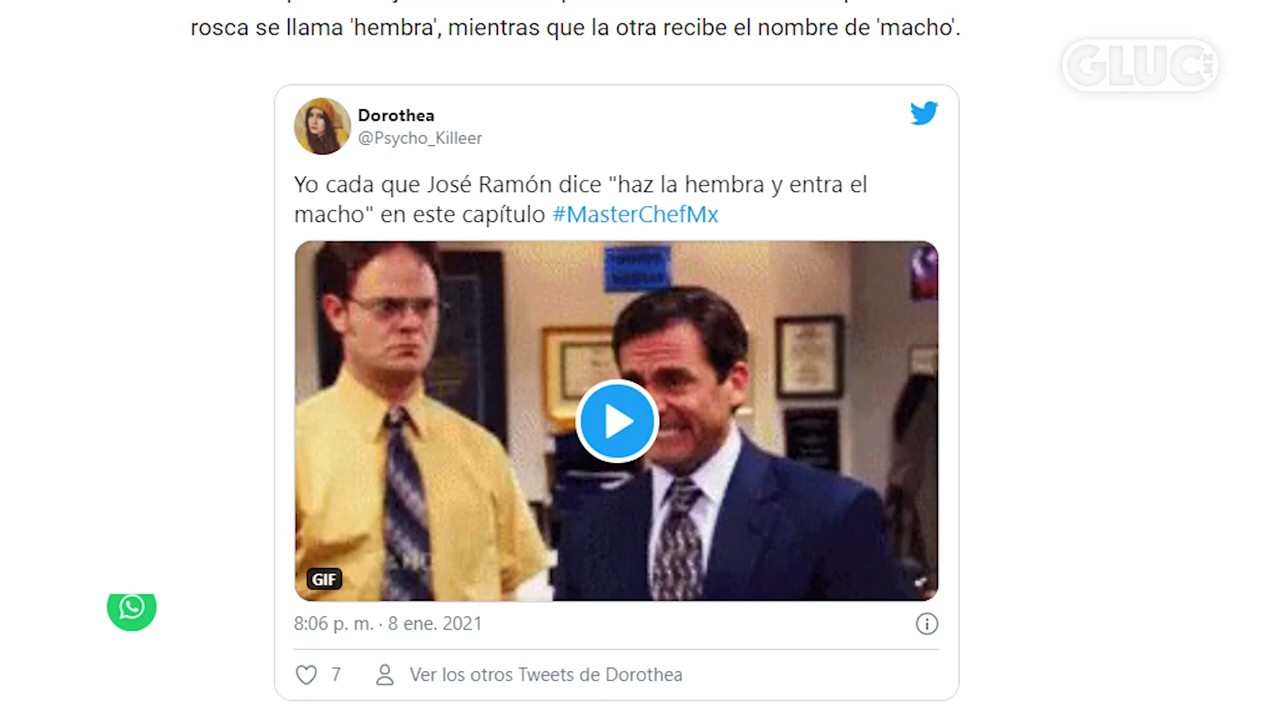 rosca se llama 'hembra', mientras que la otra recibe el nombre de 'macho'.
GLUC.MX
Dorothea
@Psycho_Killeer
Yo cada que José Ramón dice "haz la hembra y entra el
macho" en este capítulo #MasterChefMx
GIF
8:06 p. m. · 8 ene. 2021
7
Ver los otros Tweets de Dorothea